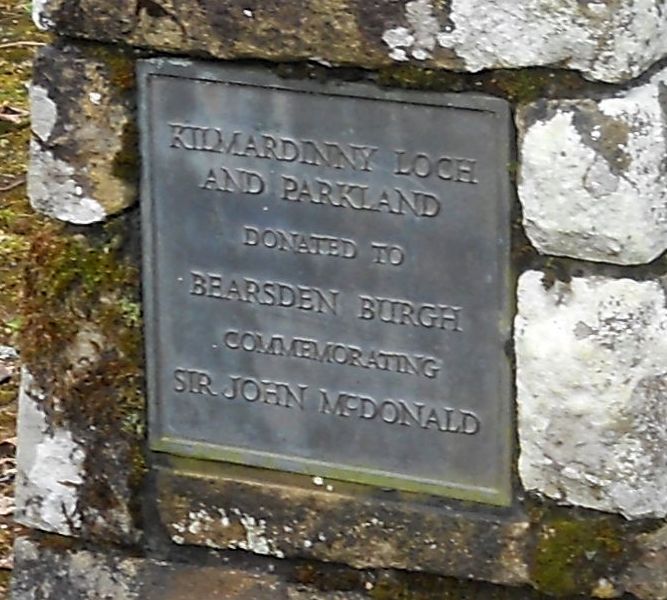 KILMARDINNY LOCH
AND PARKLAND
DONATED TO
BEARSDEN BURGH
COMMEMORATING
SIR JOHN McDONALD